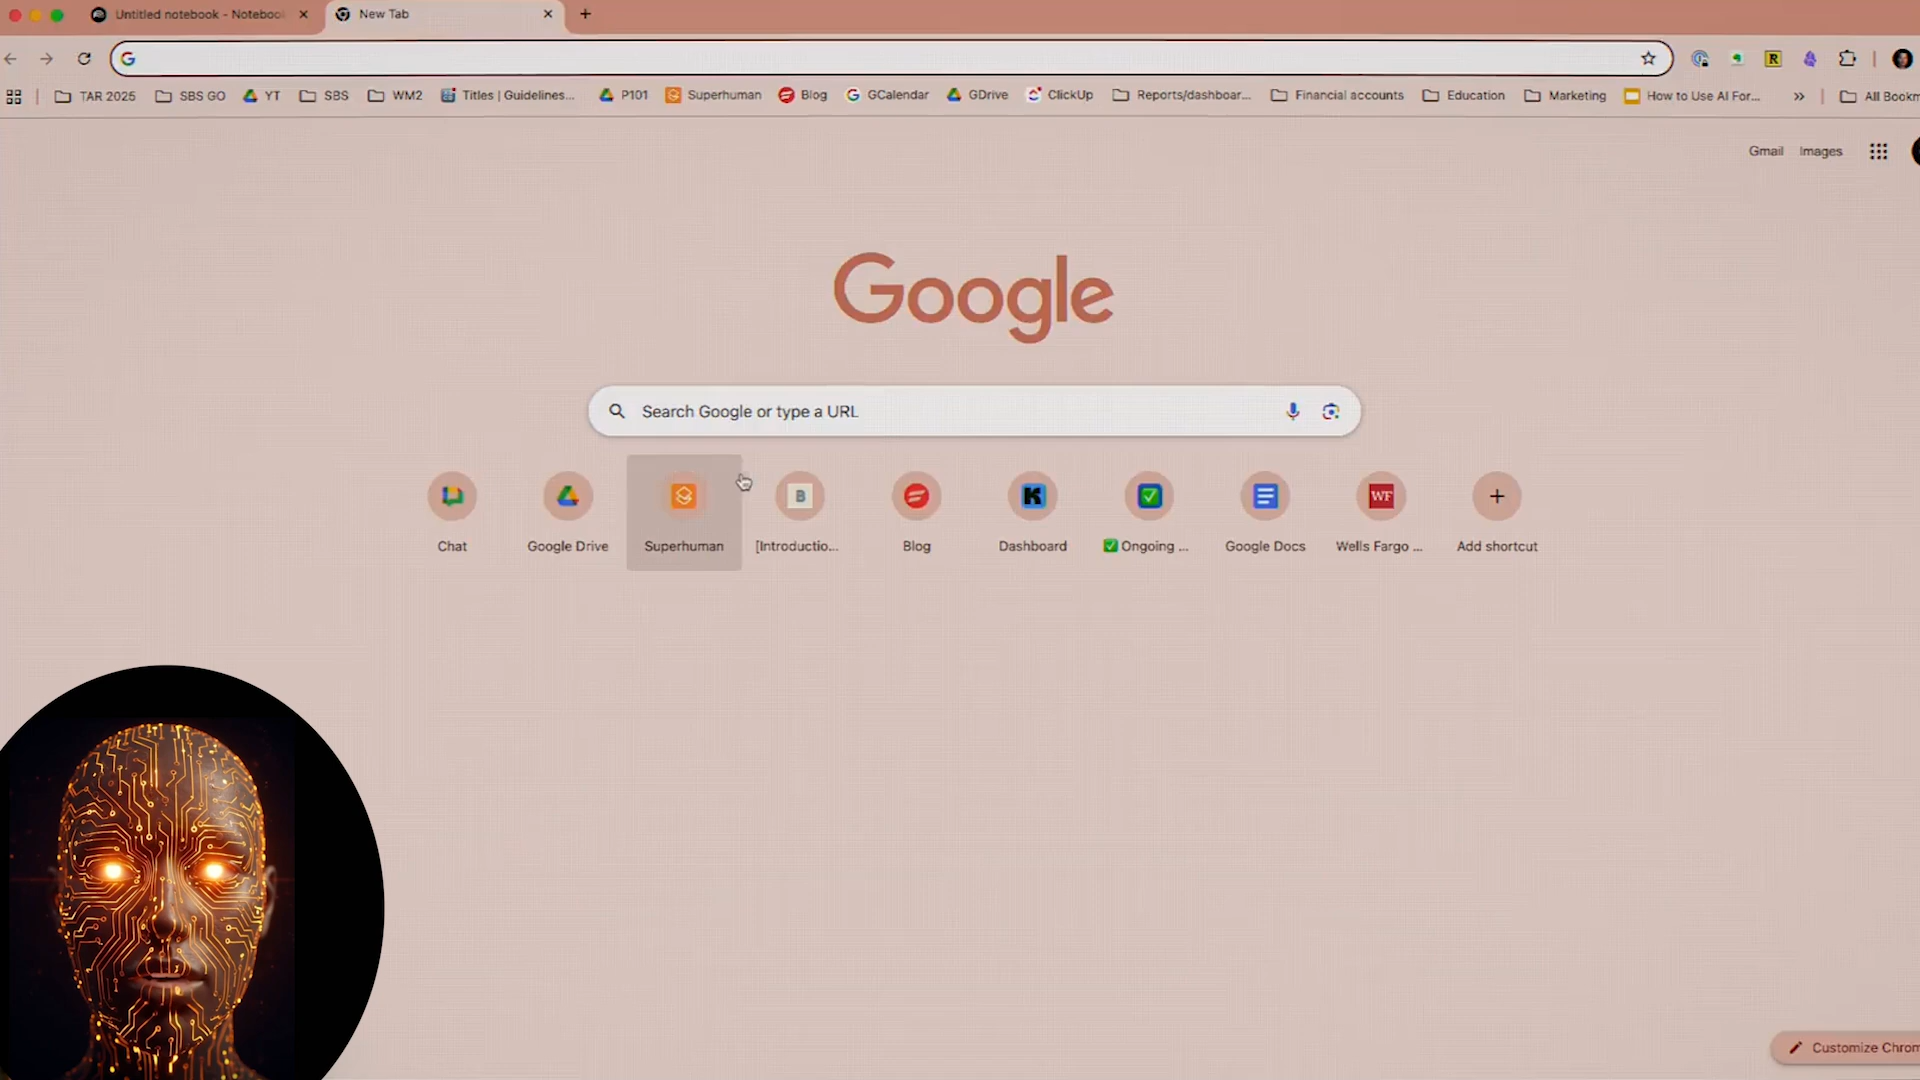 Untitled notebook - Notebook
New Tab
TAR 2025
SBS GO
YT
SBS
WM2
Titles | Guidelines...
P101
Superhuman
Blog
GCalendar
GDrive
ClickUp
Reports/dashboar...
Financial accounts
Education
Marketing
How to Use AI For...
All Bookm
Gmail
Images
Google
Search Google or type a URL
B
K
WF
Chat
Google Drive
Superhuman
[Introductio...
Blog
Dashboard
Ongoing ...
Google Docs
Wells Fargo ...
Add shortcut
Customize Chrom